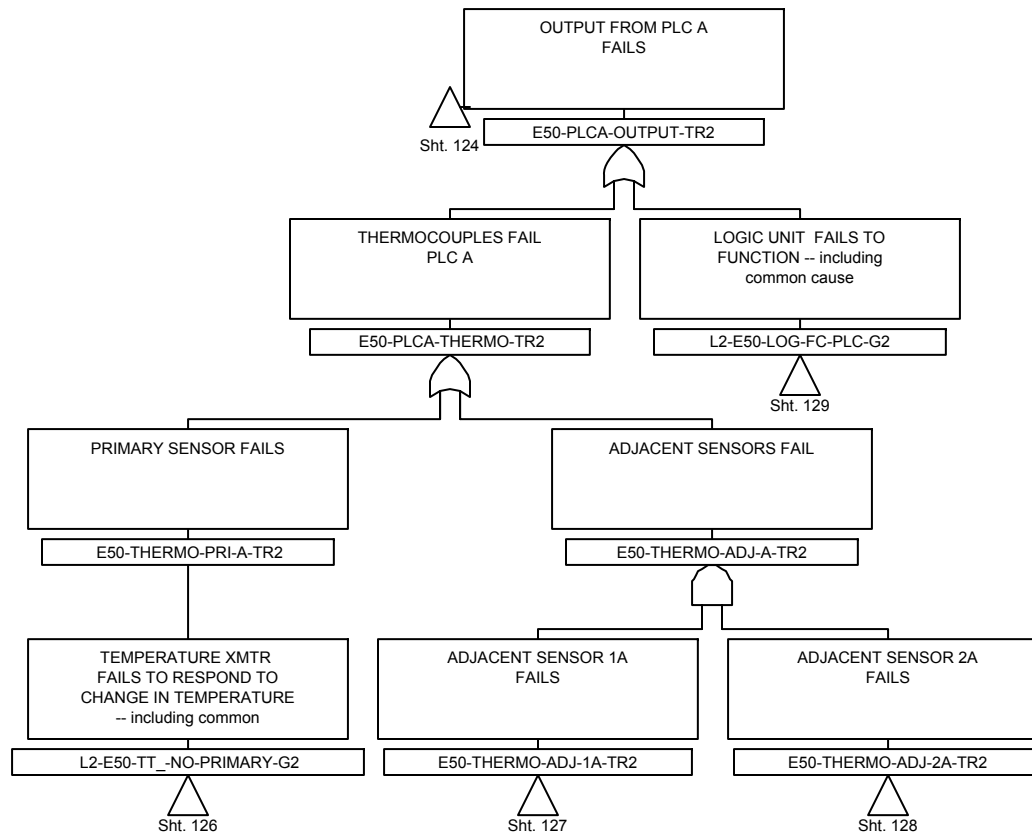 OUTPUT FROM PLC A
FAILS
Sht. 124
E50-PLCA-OUTPUT-TR2
THERMOCOUPLES FAIL
PLC A
LOGIC UNIT FAILS TO
FUNCTION -- including
common cause
E50-PLCA-THERMO-TR2
L2-E50-LOG-FC-PLC-G2
Sht. 129
PRIMARY SENSOR FAILS
ADJACENT SENSORS FAIL
E50-THERMO-PRI-A-TR2
E50-THERMO-ADJ-A-TR2
TEMPERATURE XMTR
FAILS TO RESPOND TO
CHANGE IN TEMPERATURE
-- including common
ADJACENT SENSOR 1A
FAILS
ADJACENT SENSOR 2A
FAILS
L2-E50-TT_-NO-PRIMARY-G2
E50-THERMO-ADJ-1A-TR2
E50-THERMO-ADJ-2A-TR2
Sht. 126
Sht. 127
Sht. 128